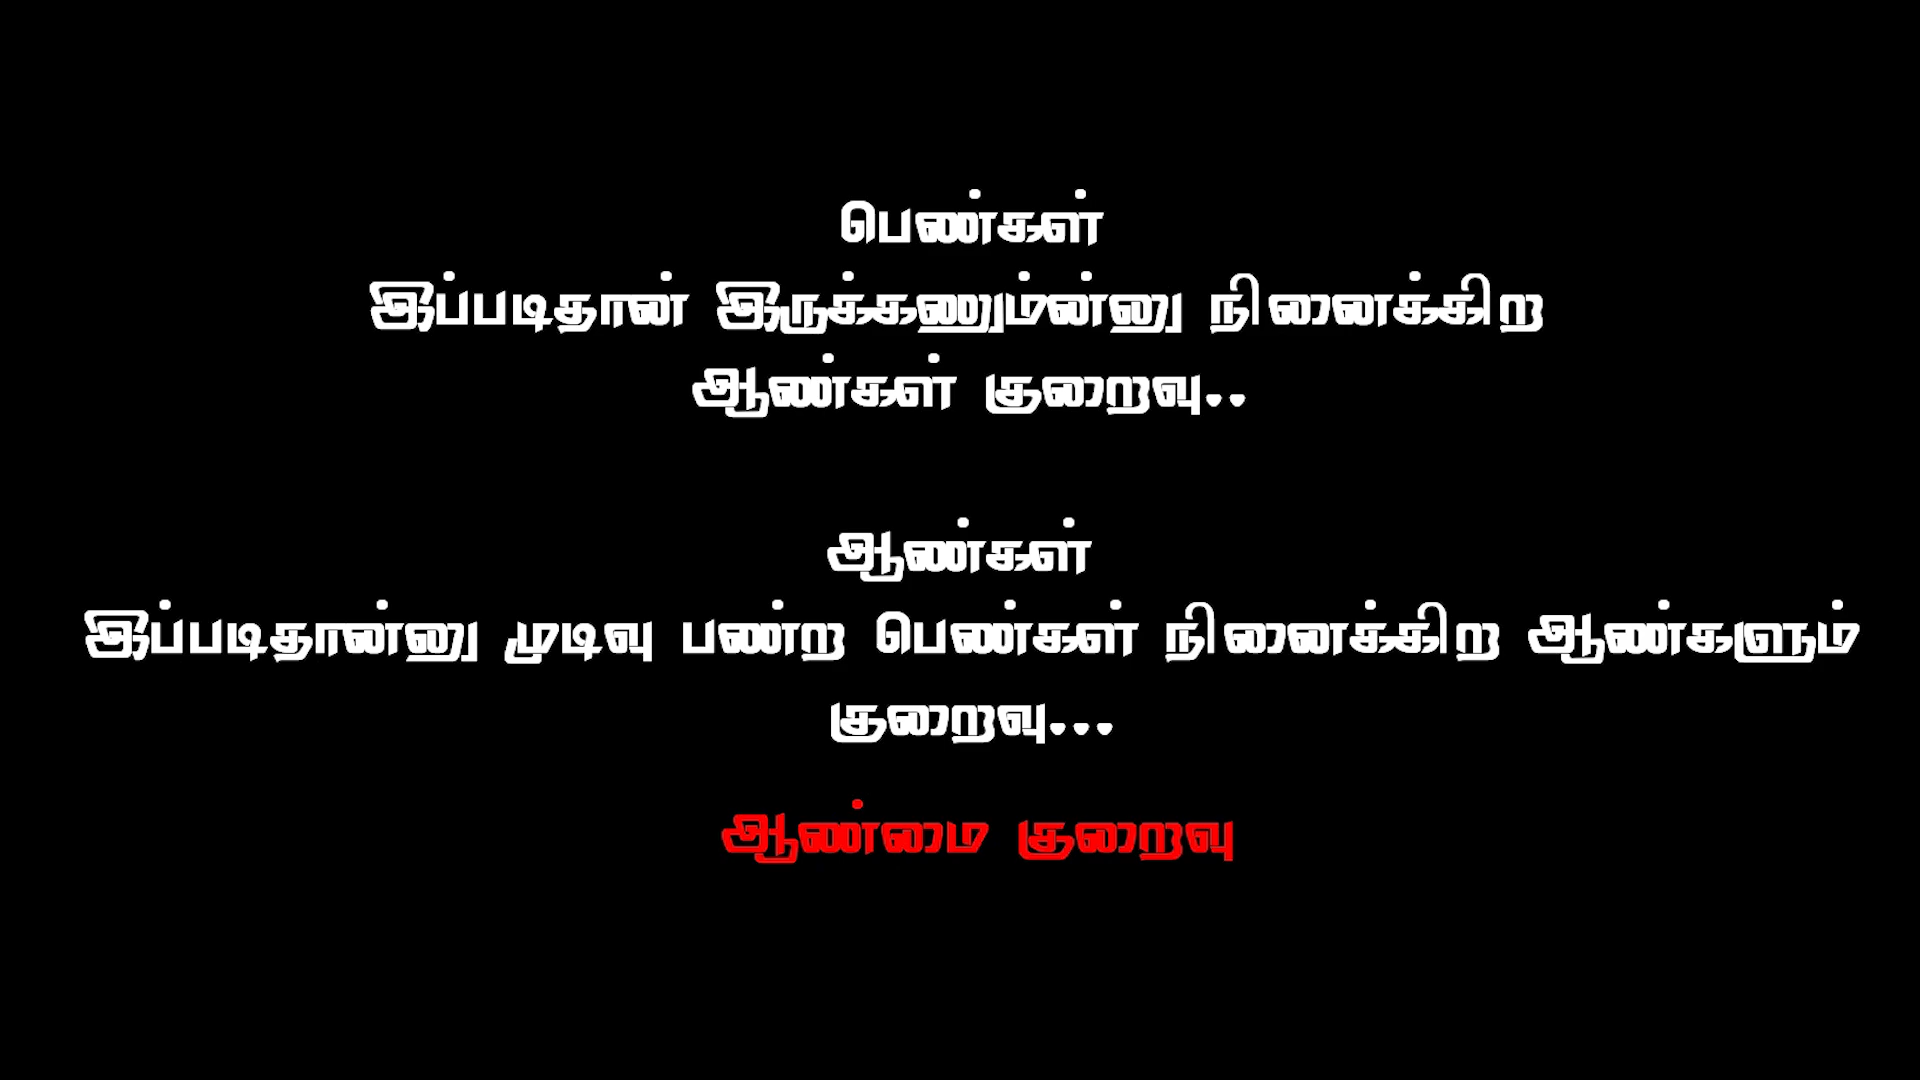 பெண்கள்
இப்படிதான் இருக்கணும்ன்னு நினைக்கிற
ஆண்கள் குறைவு..
ஆண்கள்
இப்படிதான்னு முடிவு பண்ற பெண்கள் நினைக்கிற ஆண்களும்
குறைவு...
ஆண்மை குறைவு